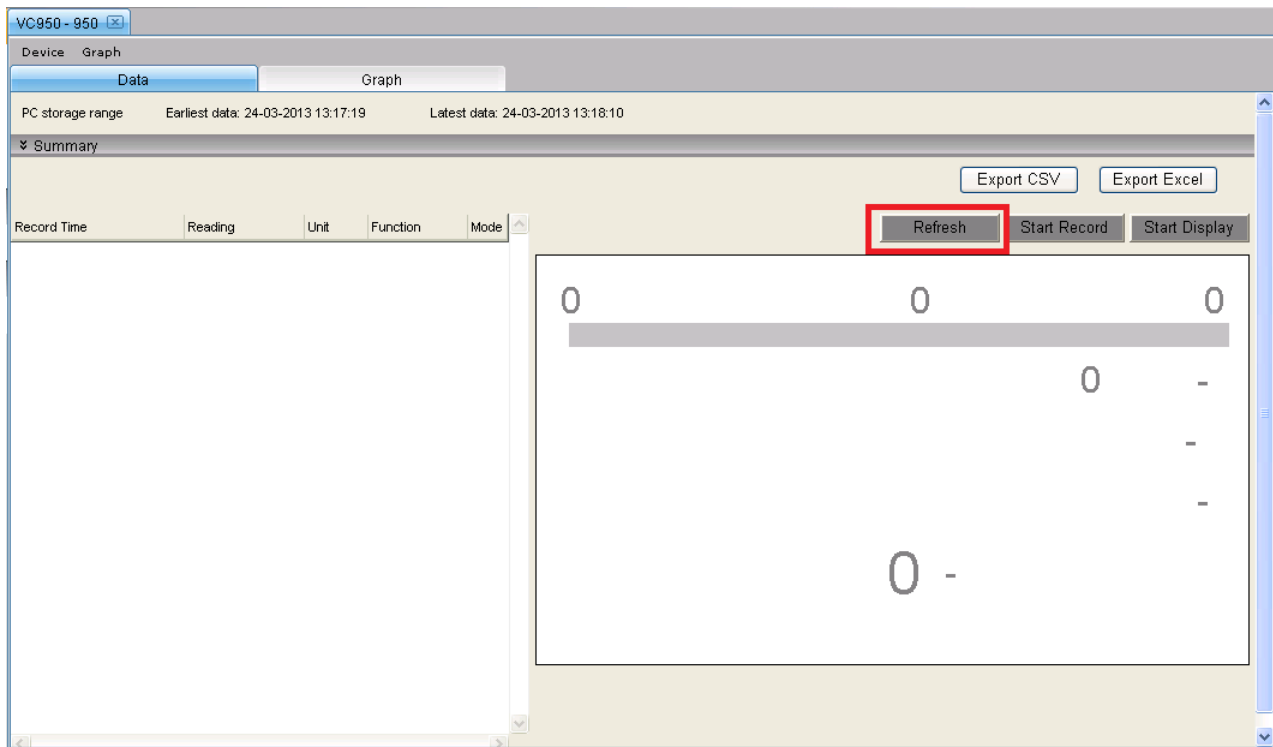 VC950 - 950
Device Graph
Data Graph
PC storage range Earliest data: 24-03-2013 13:17:19 Latest data: 24-03-2013 13:18:10
Summary
Export CSV Export Excel
Record Time Reading Unit Function Mode Refresh Start Record Start Display
0 0 0
0 -
-
-
0 -